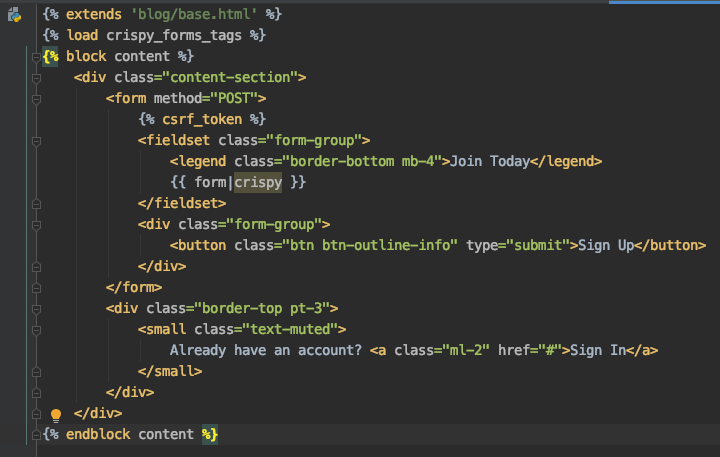 {% extends 'blog/base.html' %}
{% load crispy_forms_tags %}
{% block content %}
    <div class="content-section">
        <form method="POST">
            {% csrf_token %}
            <fieldset class="form-group">
                <legend class="border-bottom mb-4">Join Today</legend>
                {{ form|crispy }}
            </fieldset>
            <div class="form-group">
                <button class="btn btn-outline-info" type="submit">Sign Up</button>
            </div>
        </form>
        <div class="border-top pt-3">
            <small class="text-muted">
                Already have an account? <a class="ml-2" href="#">Sign In</a>
            </small>
        </div>
    </div>
{% endblock content %}